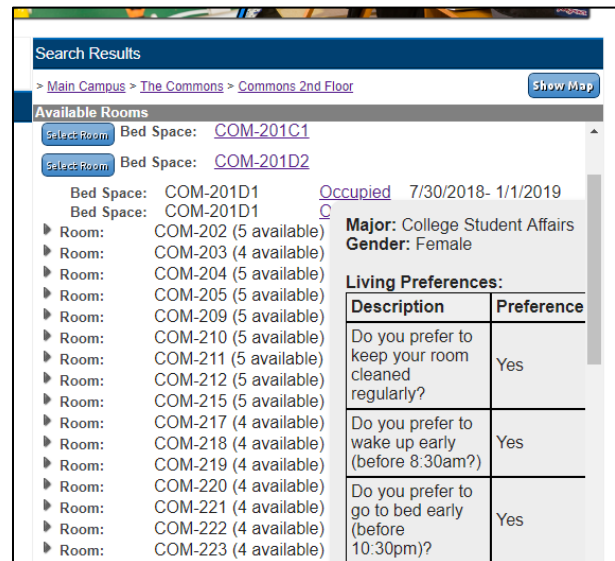 Search Results
> Main Campus > The Commons > Commons 2nd Floor
Show Map
Available Rooms
Select Room Bed Space: COM-201C1
Select Room Bed Space: COM-201D2
Bed Space: COM-201D1 Occupied 7/30/2018- 1/1/2019
Bed Space: COM-201D1
Room: COM-202 (5 available)
Room: COM-203 (4 available)
Room: COM-204 (5 available)
Room: COM-205 (5 available)
Room: COM-209 (5 available)
Room: COM-210 (5 available)
Room: COM-211 (5 available)
Room: COM-212 (5 available)
Room: COM-215 (5 available)
Room: COM-217 (4 available)
Room: COM-218 (4 available)
Room: COM-219 (4 available)
Room: COM-220 (4 available)
Room: COM-221 (4 available)
Room: COM-222 (4 available)
Room: COM-223 (4 available)
Major: College Student Affairs
Gender: Female
Living Preferences:
Description Preference
Do you prefer to
keep your room
cleaned
regularly?
Yes
Do you prefer to
wake up early
(before 8:30am?)
Yes
Do you prefer to
go to bed early
(before
10:30pm)?
Yes